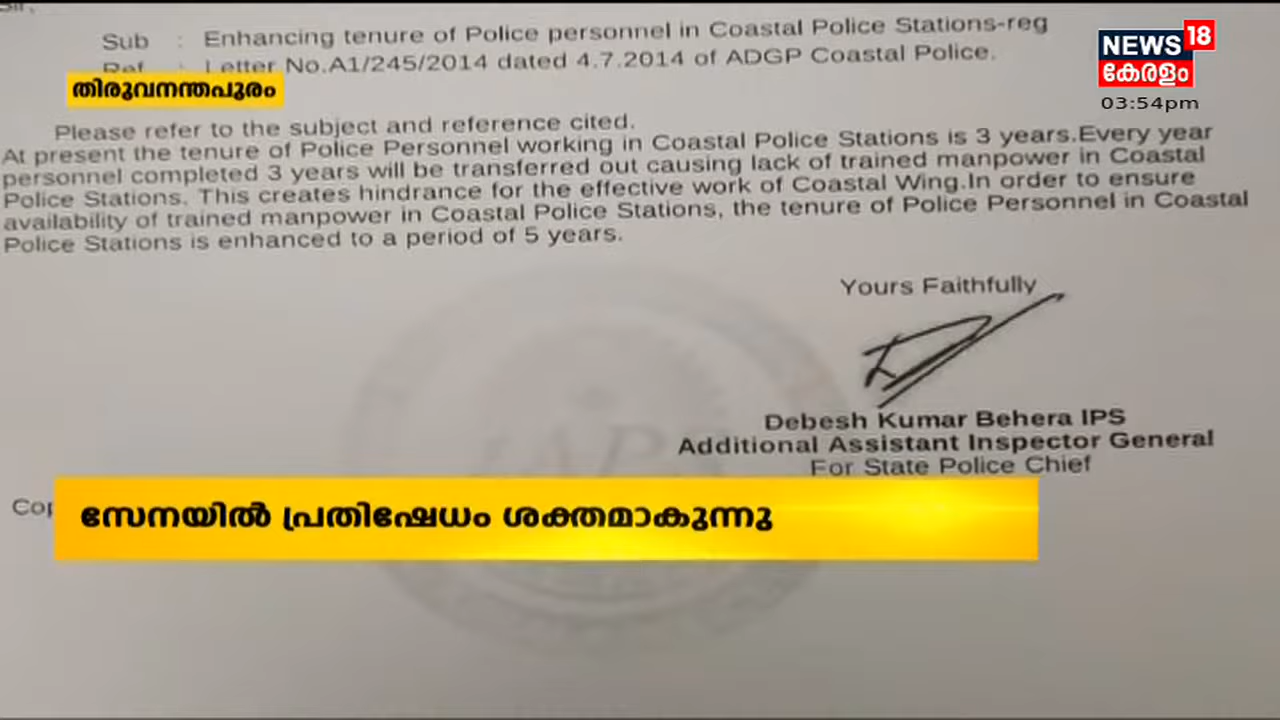 Sir,
Sub : Enhancing tenure of Police personnel in Coastal Police Stations-reg
Ref : Letter No.A1/245/2014 dated 4.7.2014 of ADGP Coastal Police.
NEWS 18
കേരളം
03:54pm
തിരുവനന്തപുരം
Please refer to the subject and reference cited.
At present the tenure of Police Personnel working in Coastal Police Stations is 3 years.Every year
personnel completed 3 years will be transferred out causing lack of trained manpower in Coastal
Police Stations. This creates hindrance for the effective work of Coastal Wing.In order to ensure
availability of trained manpower in Coastal Police Stations, the tenure of Police Personnel in Coastal
Police Stations is enhanced to a period of 5 years.
Yours Faithfully
Debesh Kumar Behera IPS
Additional Assistant Inspector General
For State Police Chief
സേനയിൽ പ്രതിഷേധം ശക്തമാകുന്നു